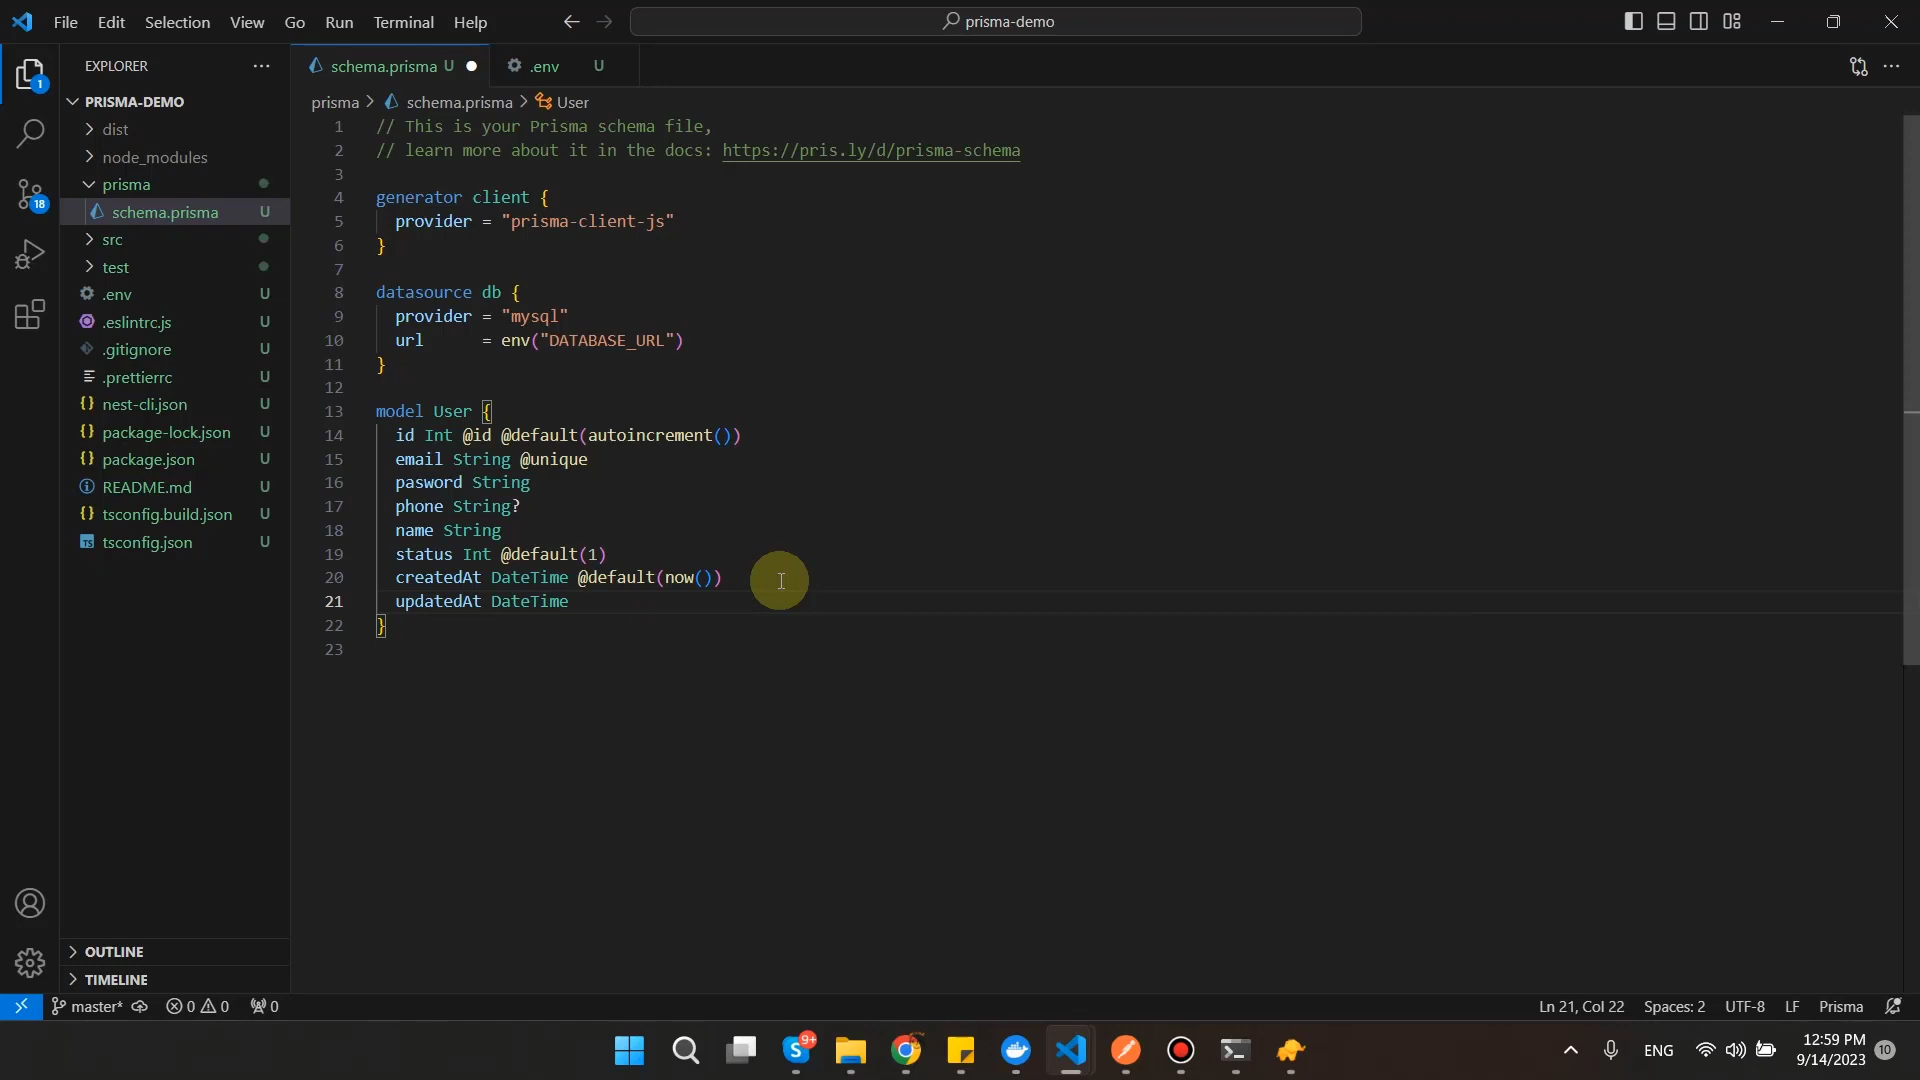 File Edit Selection View Go Run Terminal Help
prisma-demo
EXPLORER
schema.prisma U
.env U
PRISMA-DEMO
prisma > schema.prisma > User
dist
node_modules
prisma
schema.prisma U
src
test
.env U
.eslintrc.js U
.gitignore U
.prettierrc U
nest-cli.json U
package-lock.json U
package.json U
README.md U
tsconfig.build.json U
tsconfig.json U
OUTLINE
TIMELINE
1
18
1 // This is your Prisma schema file,
2 // learn more about it in the docs: https://pris.ly/d/prisma-schema
3
4 generator client {
5 provider = "prisma-client-js"
6 }
7
8 datasource db {
9 provider = "mysql"
10 url = env("DATABASE_URL")
11 }
12
13 model User {
14 id Int @id @default(autoincrement())
15 email String @unique
16 pasword String
17 phone String?
18 name String
19 status Int @default(1)
20 createdAt DateTime @default(now())
21 updatedAt DateTime
22 }
23
master* 0 0 0
Ln 21, Col 22 Spaces: 2 UTF-8 LF Prisma
9+
ENG
12:59 PM
9/14/2023
10